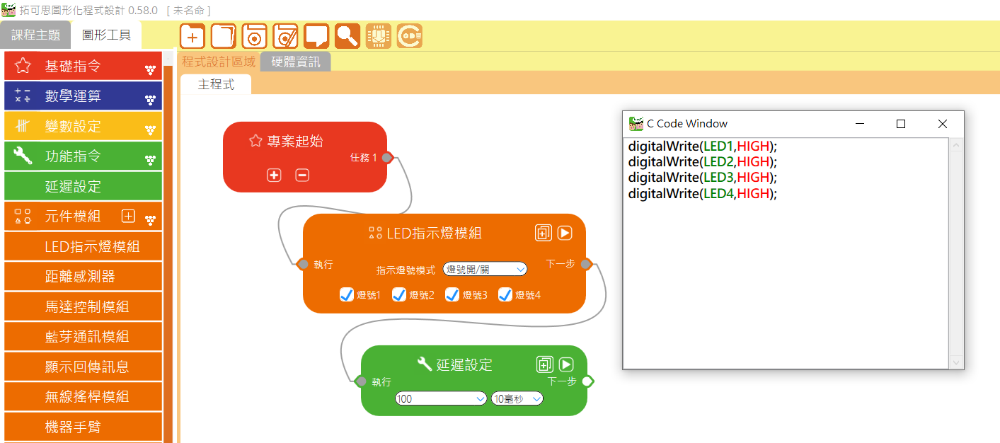 拓可思圖形化程式設計 0.58.0 [ 未名命 ]
課程主題
圖形工具
基礎指令
數學運算
變數設定
功能指令
延遲設定
元件模組
LED指示燈模組
距離感測器
馬達控制模組
藍芽通訊模組
顯示回傳訊息
無線搖桿模組
機器手臂
程式設計區域
硬體資訊
主程式
專案起始
任務 1
LED指示燈模組
執行
下一步
指示燈號模式
燈號開/關
燈號1
燈號2
燈號3
燈號4
延遲設定
執行
下一步
100
10毫秒
C Code Window
digitalWrite(LED1,HIGH);
digitalWrite(LED2,HIGH);
digitalWrite(LED3,HIGH);
digitalWrite(LED4,HIGH);